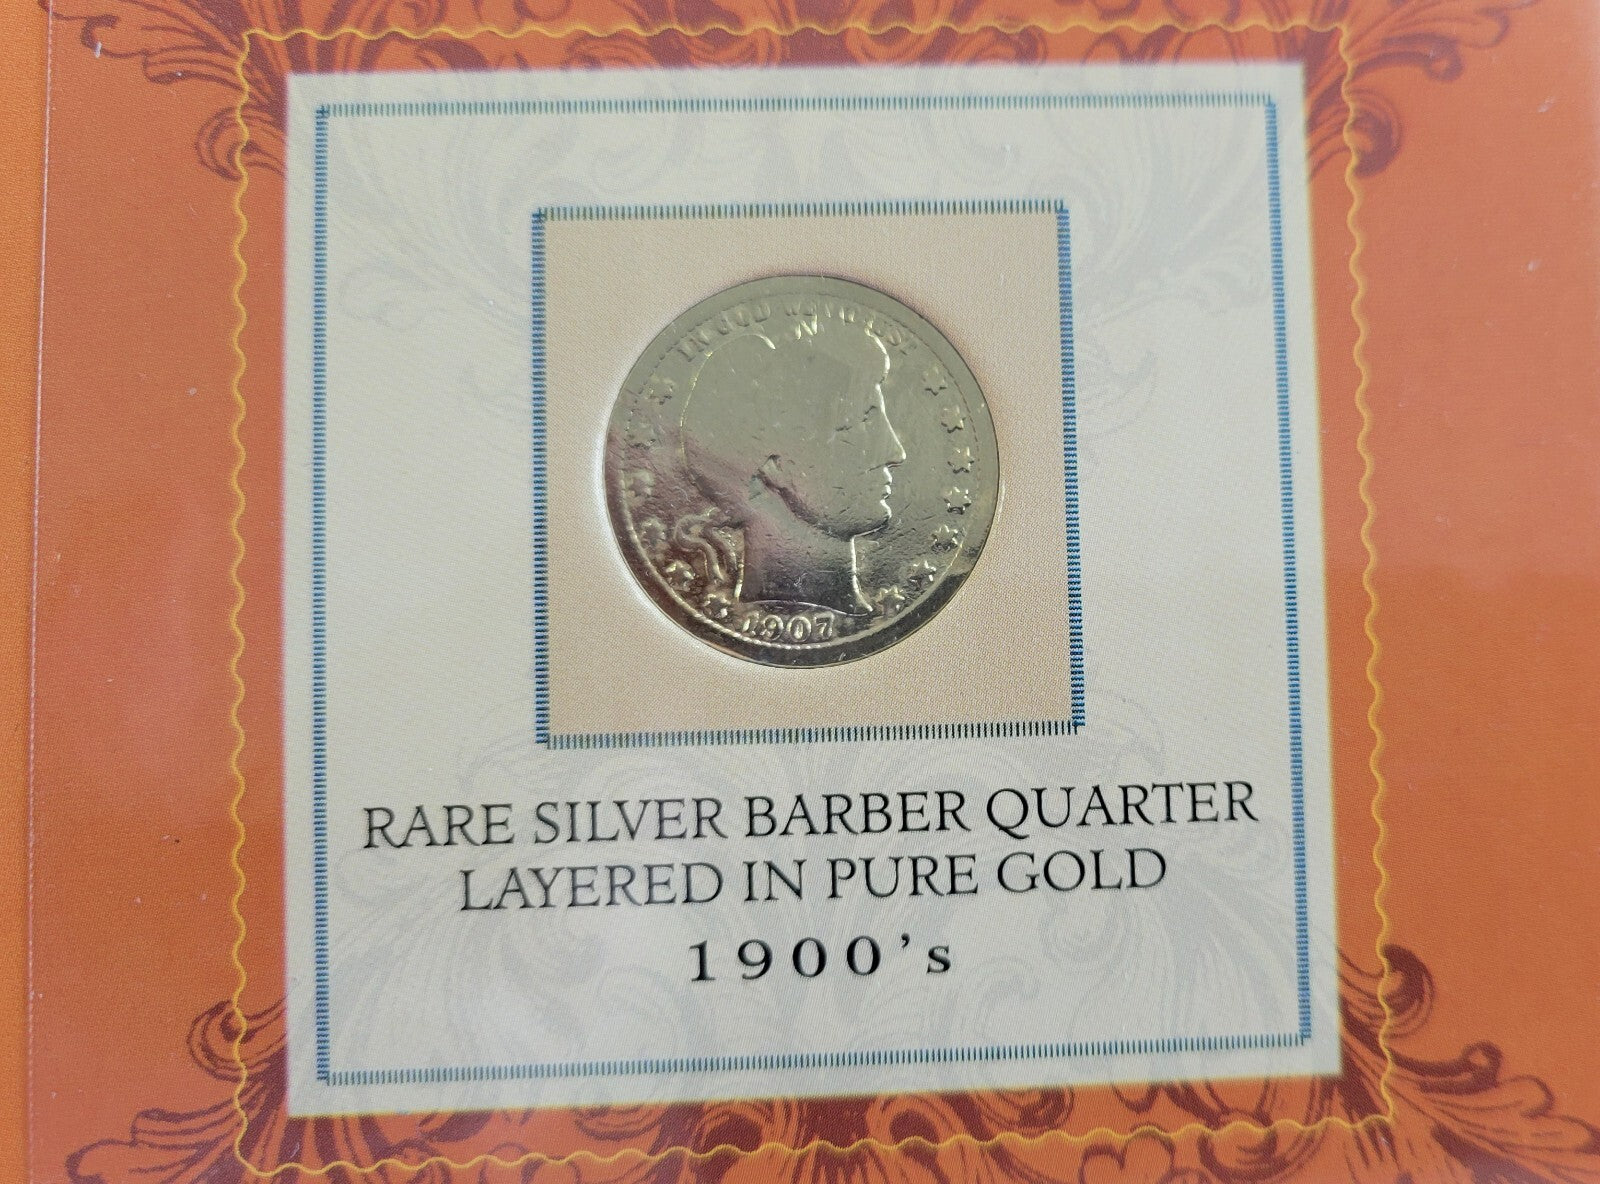 IN GOD WE TRUST
1907
RARE SILVER BARBER QUARTER
LAYERED IN PURE GOLD
1900's